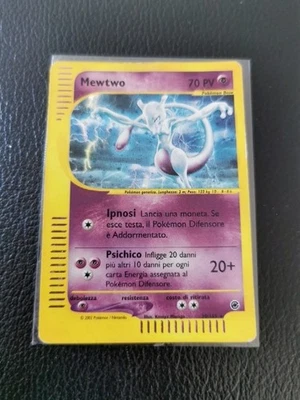 Mewtwo 70 PV
Pokémon Base
Ipnosi Lancia una moneta. Se
esce testa, il Pokémon Difensore
è Addormentato.
Psichico Infligge 20 danni
più altri 10 danni per ogni
carta Energia assegnata al
Pokémon Difensore.
20+
debolezza resistenza costo di ritirata